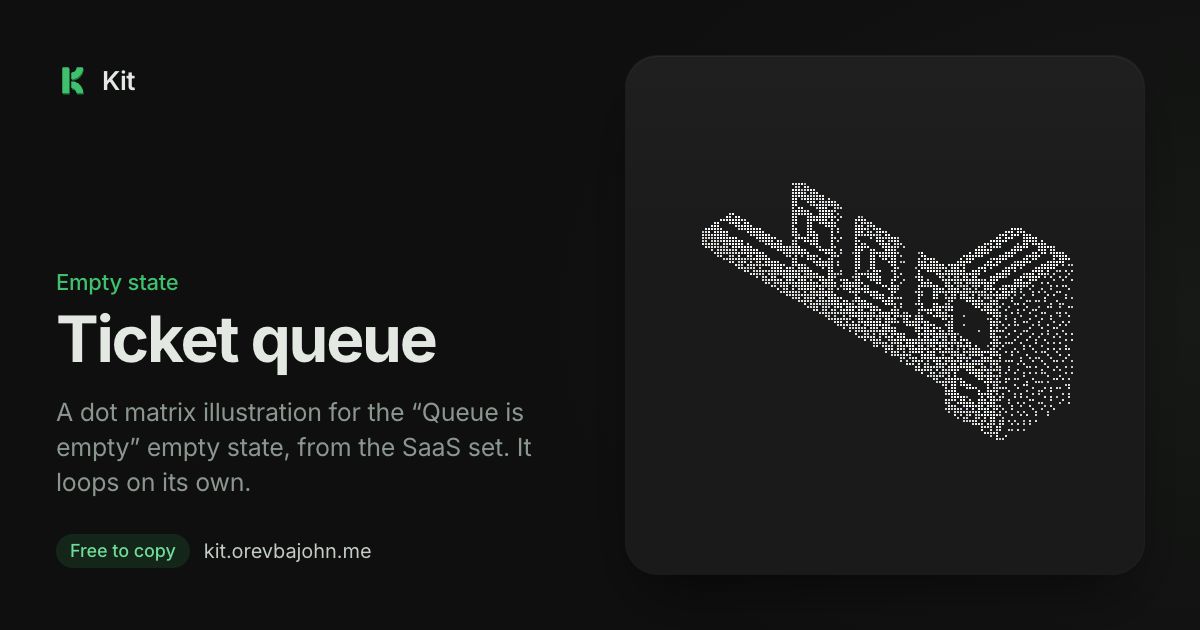 Kit
Empty state
Ticket queue
A dot matrix illustration for the “Queue is
empty” empty state, from the SaaS set. It
loops on its own.
Free to copy
kit.orevbajohn.me